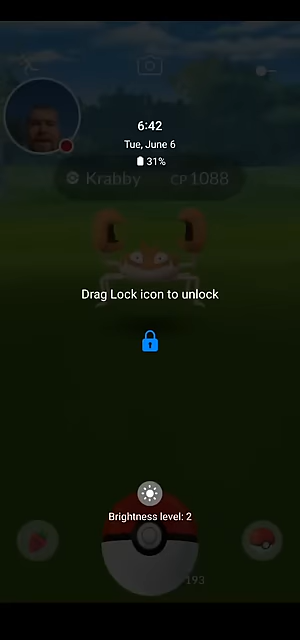 6:42
Tue, June 6
31%
Krabby CP1088
Drag Lock icon to unlock
Brightness level: 2
193